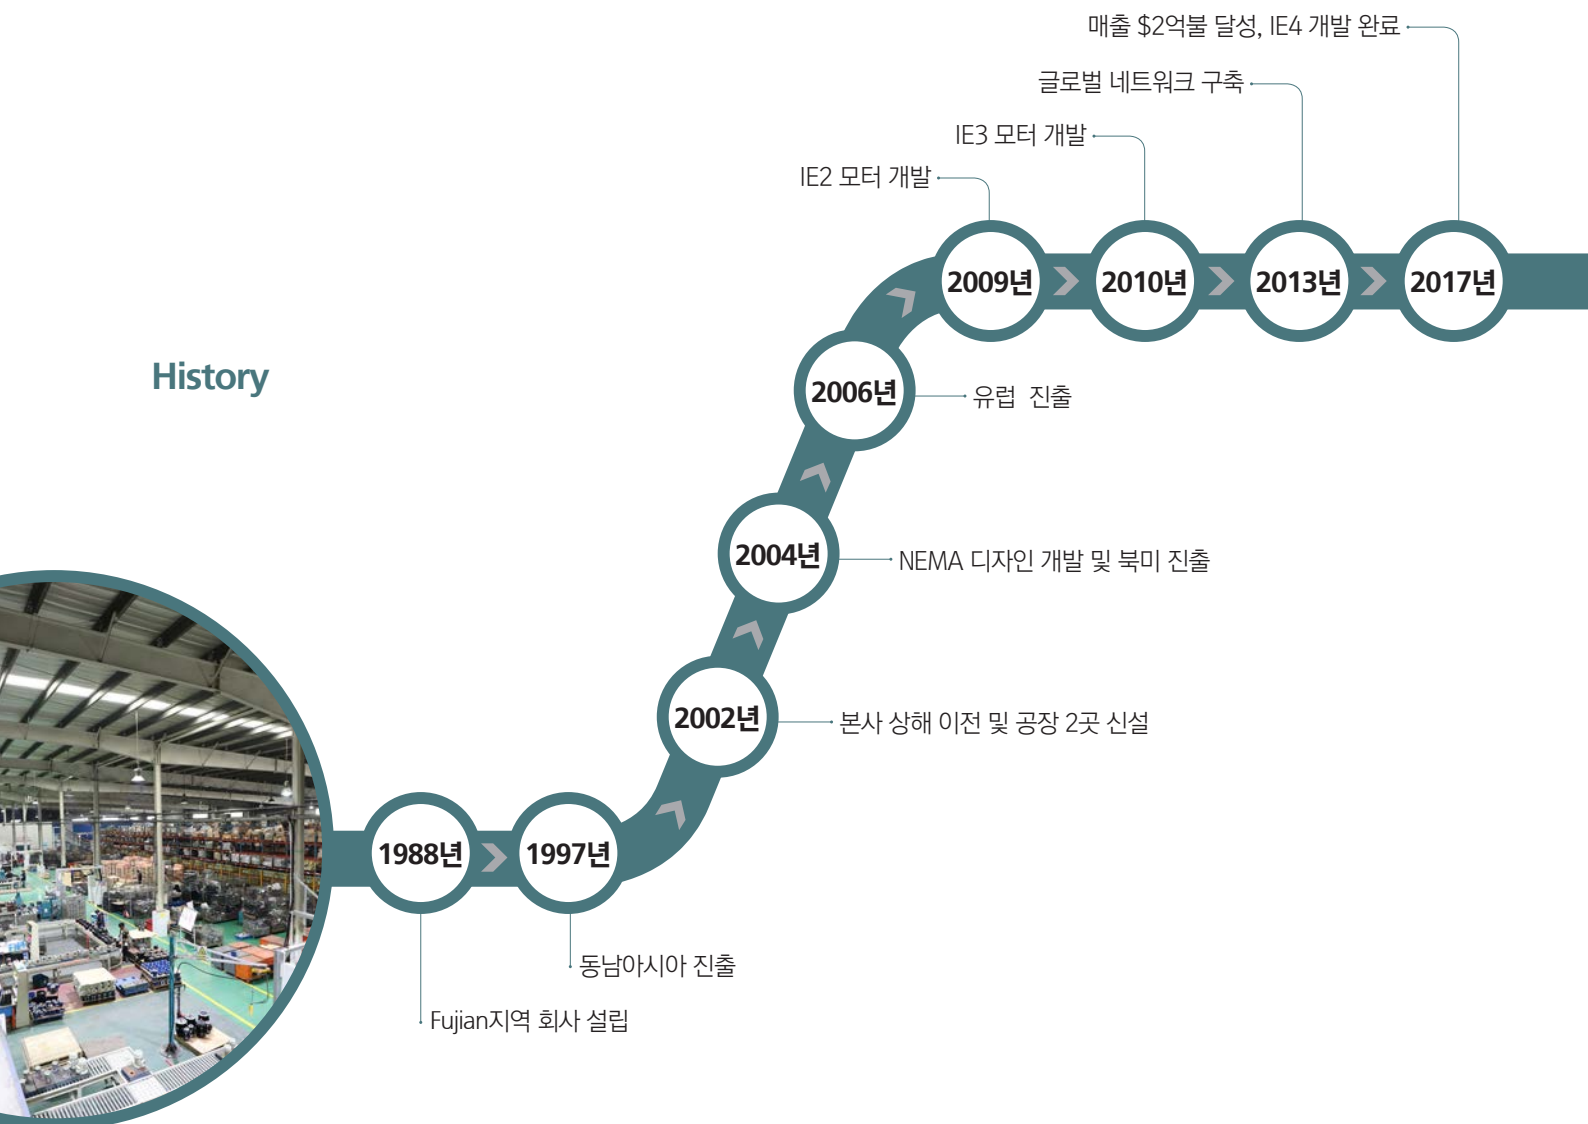 매출 $2억불 달성, IE4 개발 완료
글로벌 네트워크 구축
IE3 모터 개발
IE2 모터 개발
2009년
2010년
2013년
2017년
History
2006년
유럽 진출
2004년
NEMA 디자인 개발 및 북미 진출
2002년
본사 상해 이전 및 공장 2곳 신설
1988년
1997년
동남아시아 진출
Fujian지역 회사 설립